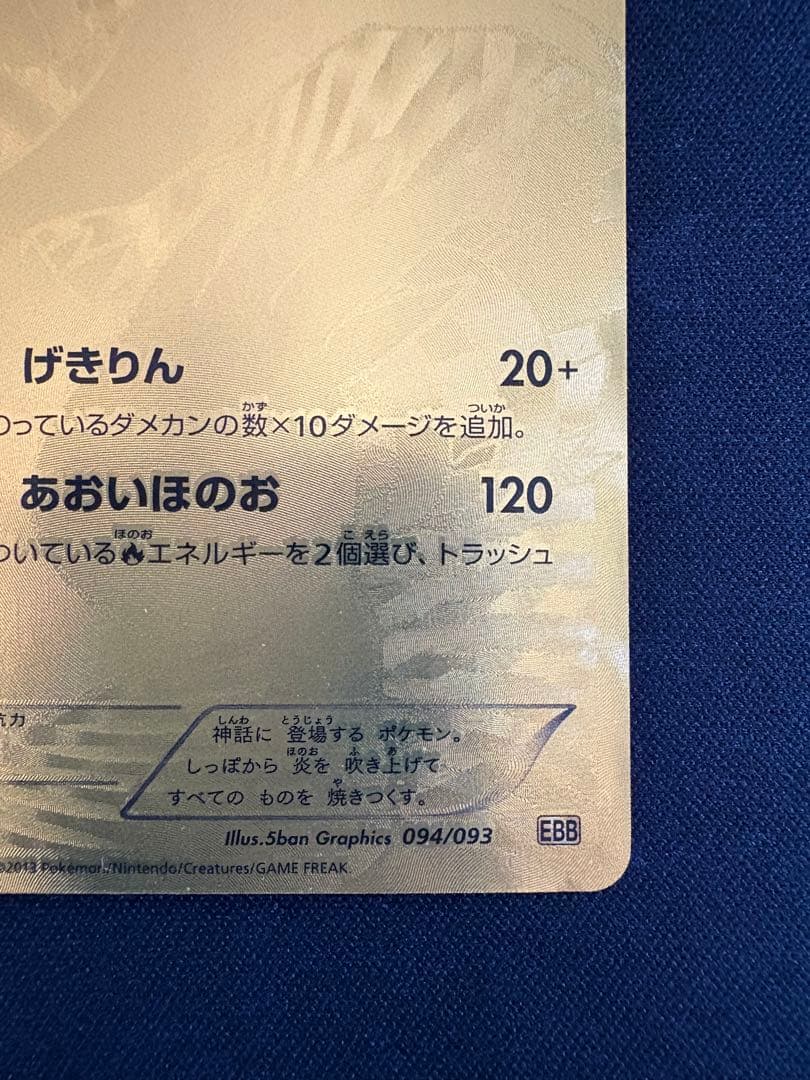 げきりん 20+
っているダメカンの数×10ダメージを追加。
あおいほのお 120
ついている🔥エネルギーを2個選び、トラッシュ
抗力
神話に 登場する ポケモン。
しっぽから 炎を 吹き上げて
すべての ものを 焼きつくす。
Illus.5ban Graphics 094/093 EBB
©2013 Pokémon/Nintendo/Creatures/GAME FREAK.